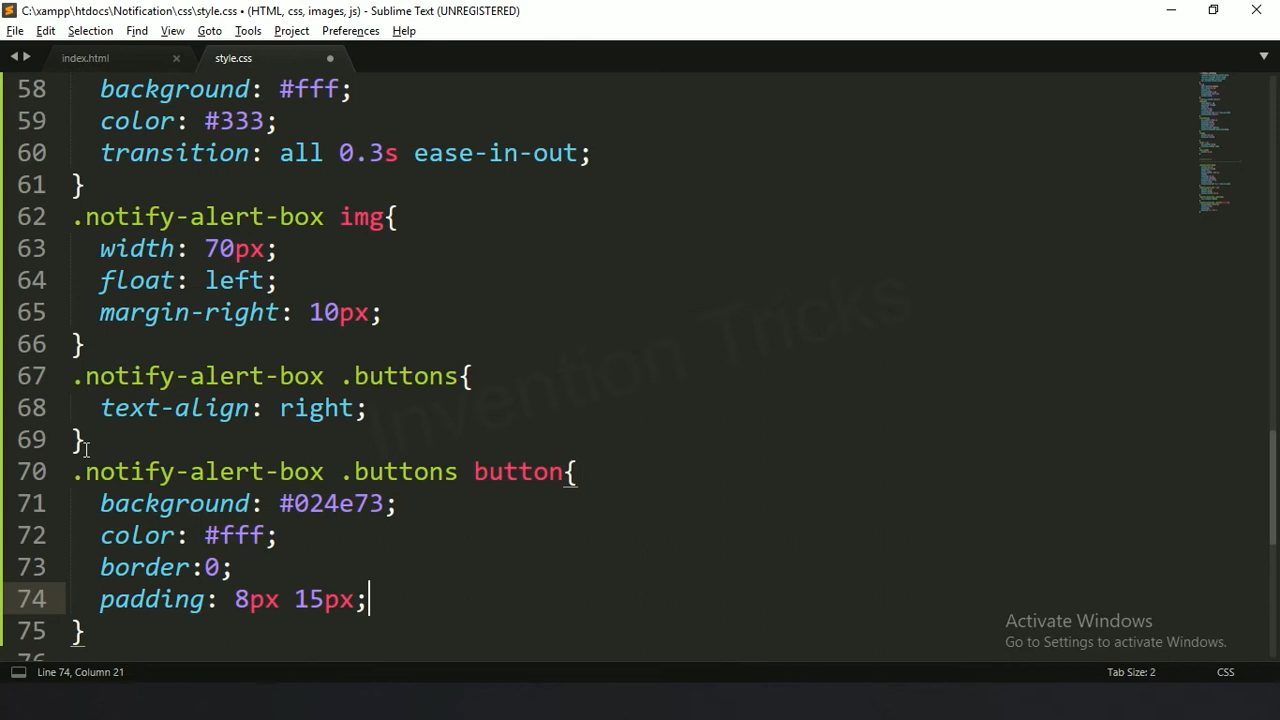 C:\xampp\htdocs\Notification\css\style.css • (HTML, css, images, js) - Sublime Text (UNREGISTERED)
File Edit Selection Find View Goto Tools Project Preferences Help
index.html style.css
58 background: #fff;
59 color: #333;
60 transition: all 0.3s ease-in-out;
61 }
62 .notify-alert-box img{
63 width: 70px;
64 float: left;
65 margin-right: 10px;
66 }
67 .notify-alert-box .buttons{
68 text-align: right;
69 }
70 .notify-alert-box .buttons button{
71 background: #024e73;
72 color: #fff;
73 border:0;
74 padding: 8px 15px;
75 }
76
Invention Tricks
Activate Windows
Go to Settings to activate Windows.
Line 74, Column 21 Tab Size: 2 CSS